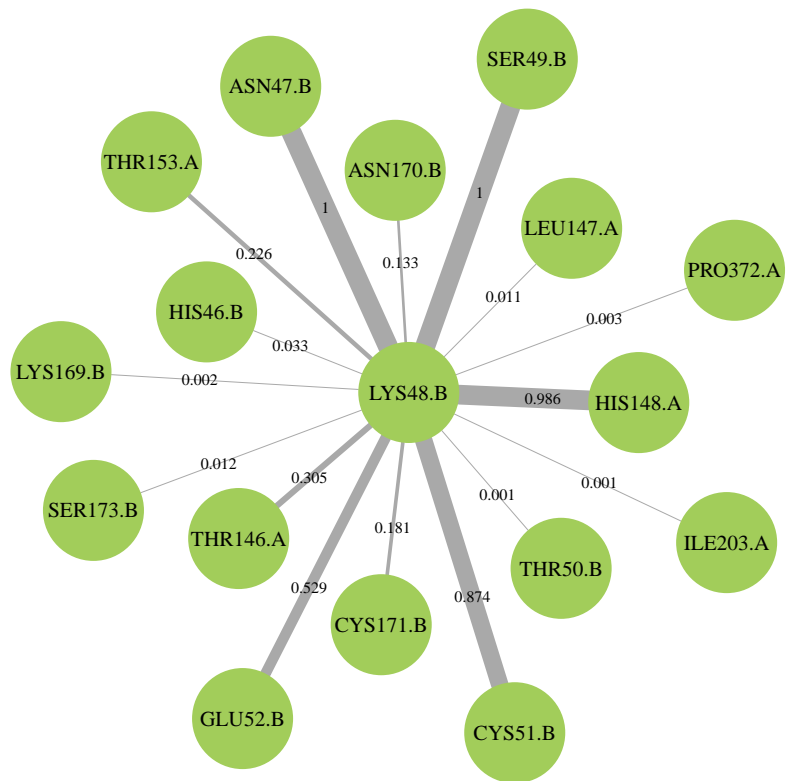 SER49.B
ASN47.B
THR153.A
ASN170.B
1
1
LEU147.A
0.226
0.133
PRO372.A
0.011
HIS46.B
0.003
0.033
LYS169.B
0.002
LYS48.B
0.986
HIS148.A
0.012
0.305
0.001
0.001
SER173.B
0.181
THR146.A
ILE203.A
0.529
THR50.B
0.874
CYS171.B
GLU52.B
CYS51.B